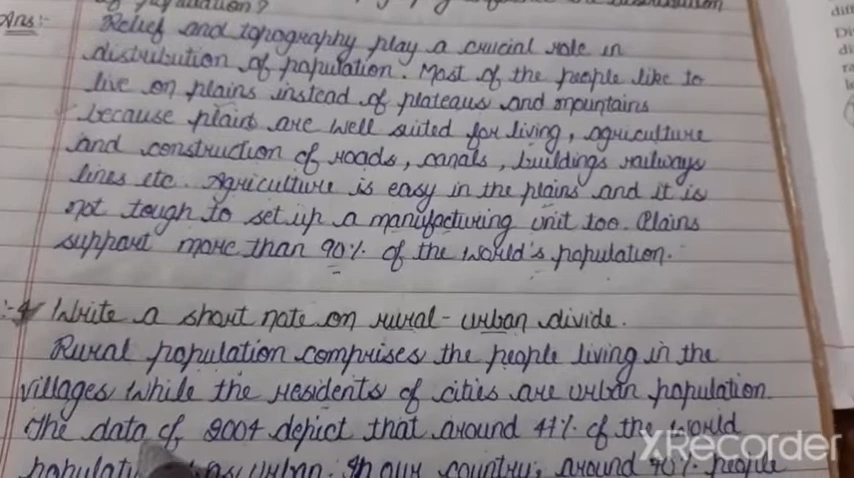 of population?
Ans:- Relief and topography play a crucial role in
distribution of population. Most of the people like to
live on plains instead of plateaus and mountains
because plains are well suited for living, agriculture
and construction of roads, canals, buildings railways
lines etc. Agriculture is easy in the plains and it is
not tough to set up a manufacturing unit too. Plains
support more than 90% of the world's population.
:-4 Write a short note on rural-urban divide.
Rural population comprises the people living in the
villages while the residents of cities are urban population
The data of, 2004 depict that around 41% of the world
populati urban. In our country, around 70% people
XRecorder